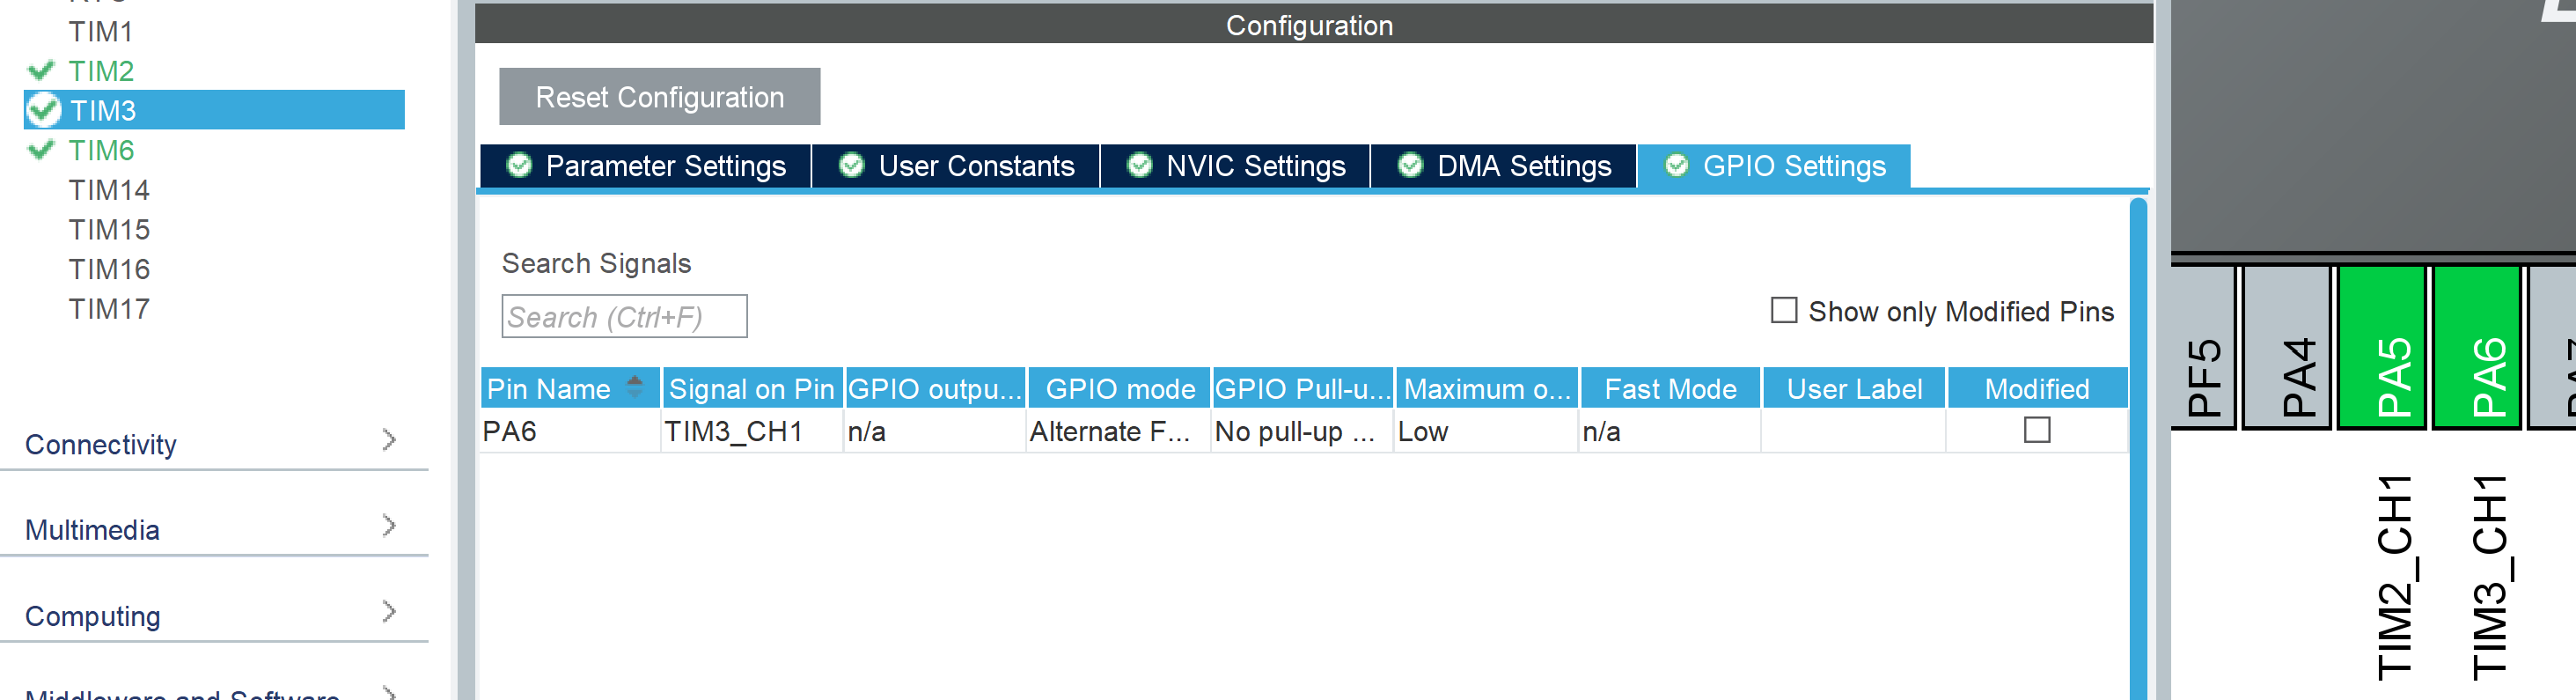 TIM1
TIM2
TIM3
TIM6
TIM14
TIM15
TIM16
TIM17
Connectivity
Multimedia
Computing
Middleware and Software
Configuration
Reset Configuration
Parameter Settings
User Constants
NVIC Settings
DMA Settings
GPIO Settings
Search Signals
Search (Ctrl+F)
Show only Modified Pins
Pin Name Signal on Pin GPIO outpu... GPIO mode GPIO Pull-u... Maximum o... Fast Mode User Label Modified
PA6 TIM3_CH1 n/a Alternate F... No pull-up ... Low n/a
PF5
PA4
PA5
PA6
TIM2_CH1
TIM3_CH1